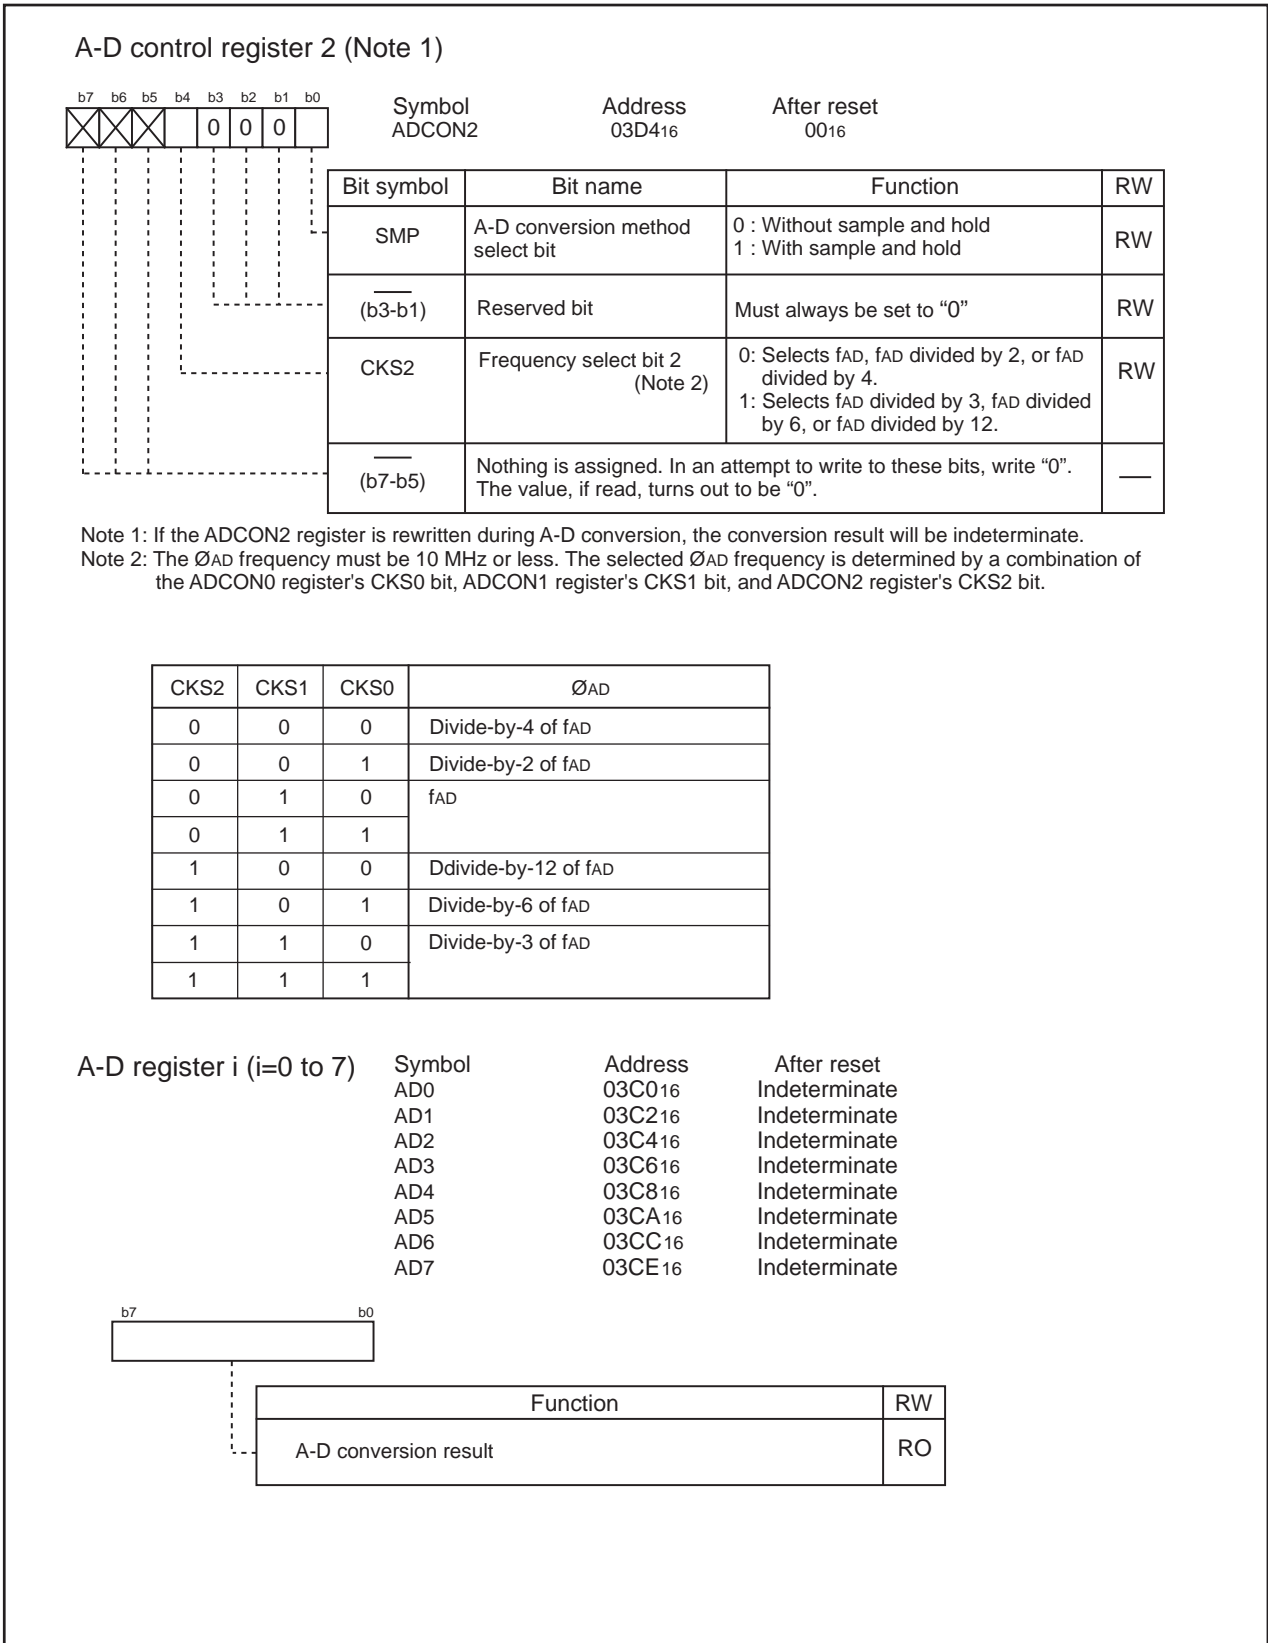 A-D control register 2 (Note 1)
b7 b6 b5 b4 b3 b2 b1 b0
0 0 0
Symbol Address After reset
ADCON2 03D416 0016
Bit symbol Bit name Function RW
SMP A-D conversion method select bit 0 : Without sample and hold RW
1 : With sample and hold
(b3-b1) Reserved bit Must always be set to “0” RW
CKS2 Frequency select bit 2 (Note 2) 0: Selects fAD, fAD divided by 2, or fAD RW
divided by 4.
1: Selects fAD divided by 3, fAD divided
by 6, or fAD divided by 12.
(b7-b5) Nothing is assigned. In an attempt to write to these bits, write “0”. —
The value, if read, turns out to be “0”.
Note 1: If the ADCON2 register is rewritten during A-D conversion, the conversion result will be indeterminate.
Note 2: The ØAD frequency must be 10 MHz or less. The selected ØAD frequency is determined by a combination of
the ADCON0 register's CKS0 bit, ADCON1 register's CKS1 bit, and ADCON2 register's CKS2 bit.
CKS2 CKS1 CKS0 ØAD
0 0 0 Divide-by-4 of fAD
0 0 1 Divide-by-2 of fAD
0 1 0 fAD
0 1 1
1 0 0 Ddivide-by-12 of fAD
1 0 1 Divide-by-6 of fAD
1 1 0 Divide-by-3 of fAD
1 1 1
A-D register i (i=0 to 7) Symbol Address After reset
AD0 03C016 Indeterminate
AD1 03C216 Indeterminate
AD2 03C416 Indeterminate
AD3 03C616 Indeterminate
AD4 03C816 Indeterminate
AD5 03CA16 Indeterminate
AD6 03CC16 Indeterminate
AD7 03CE16 Indeterminate
b7 b0
Function RW
A-D conversion result RO